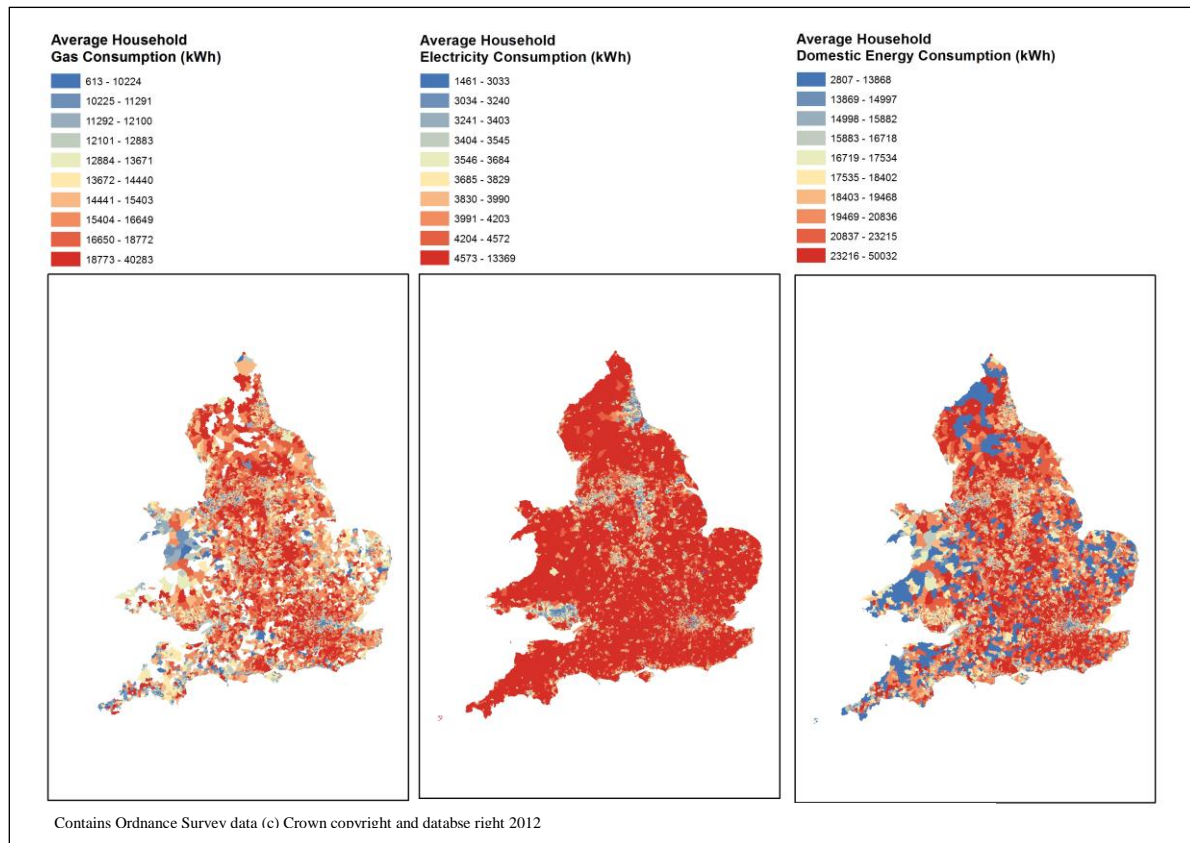 Average Household
Gas Consumption (kWh)
613 - 10224
10225 - 11291
11292 - 12100
12101 - 12883
12884 - 13671
13672 - 14440
14441 - 15403
15404 - 16649
16650 - 18772
18773 - 40283
Average Household
Electricity Consumption (kWh)
1461 - 3033
3034 - 3240
3241 - 3403
3404 - 3545
3546 - 3684
3685 - 3829
3830 - 3990
3991 - 4203
4204 - 4572
4573 - 13369
Average Household
Domestic Energy Consumption (kWh)
2807 - 13868
13869 - 14997
14998 - 15882
15883 - 16718
16719 - 17534
17535 - 18402
18403 - 19468
19469 - 20836
20837 - 23215
23216 - 50032
Contains Ordnance Survey data (c) Crown copyright and databse right 2012